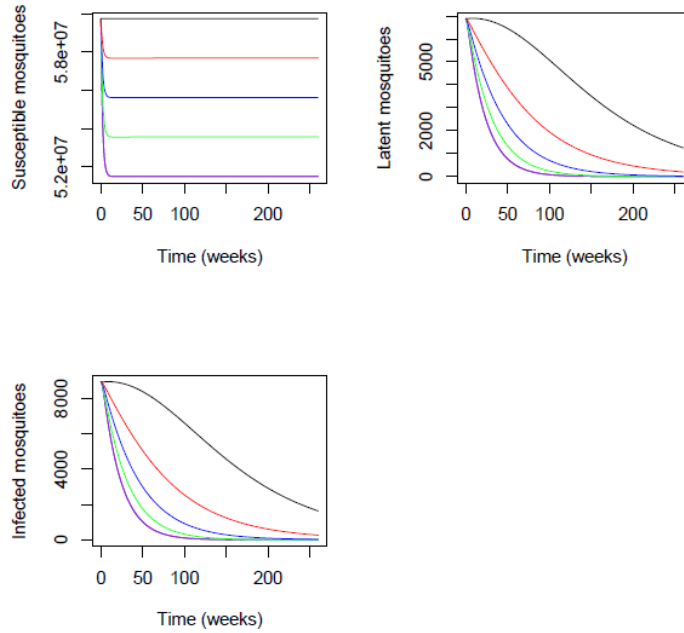 Susceptible mosquitoes
5.2e+07 5.8e+07
0 50 100 200
Time (weeks)
Latent mosquitoes
0 2000 5000
0 50 100 200
Time (weeks)
Infected mosquitoes
0 4000 8000
0 50 100 200
Time (weeks)